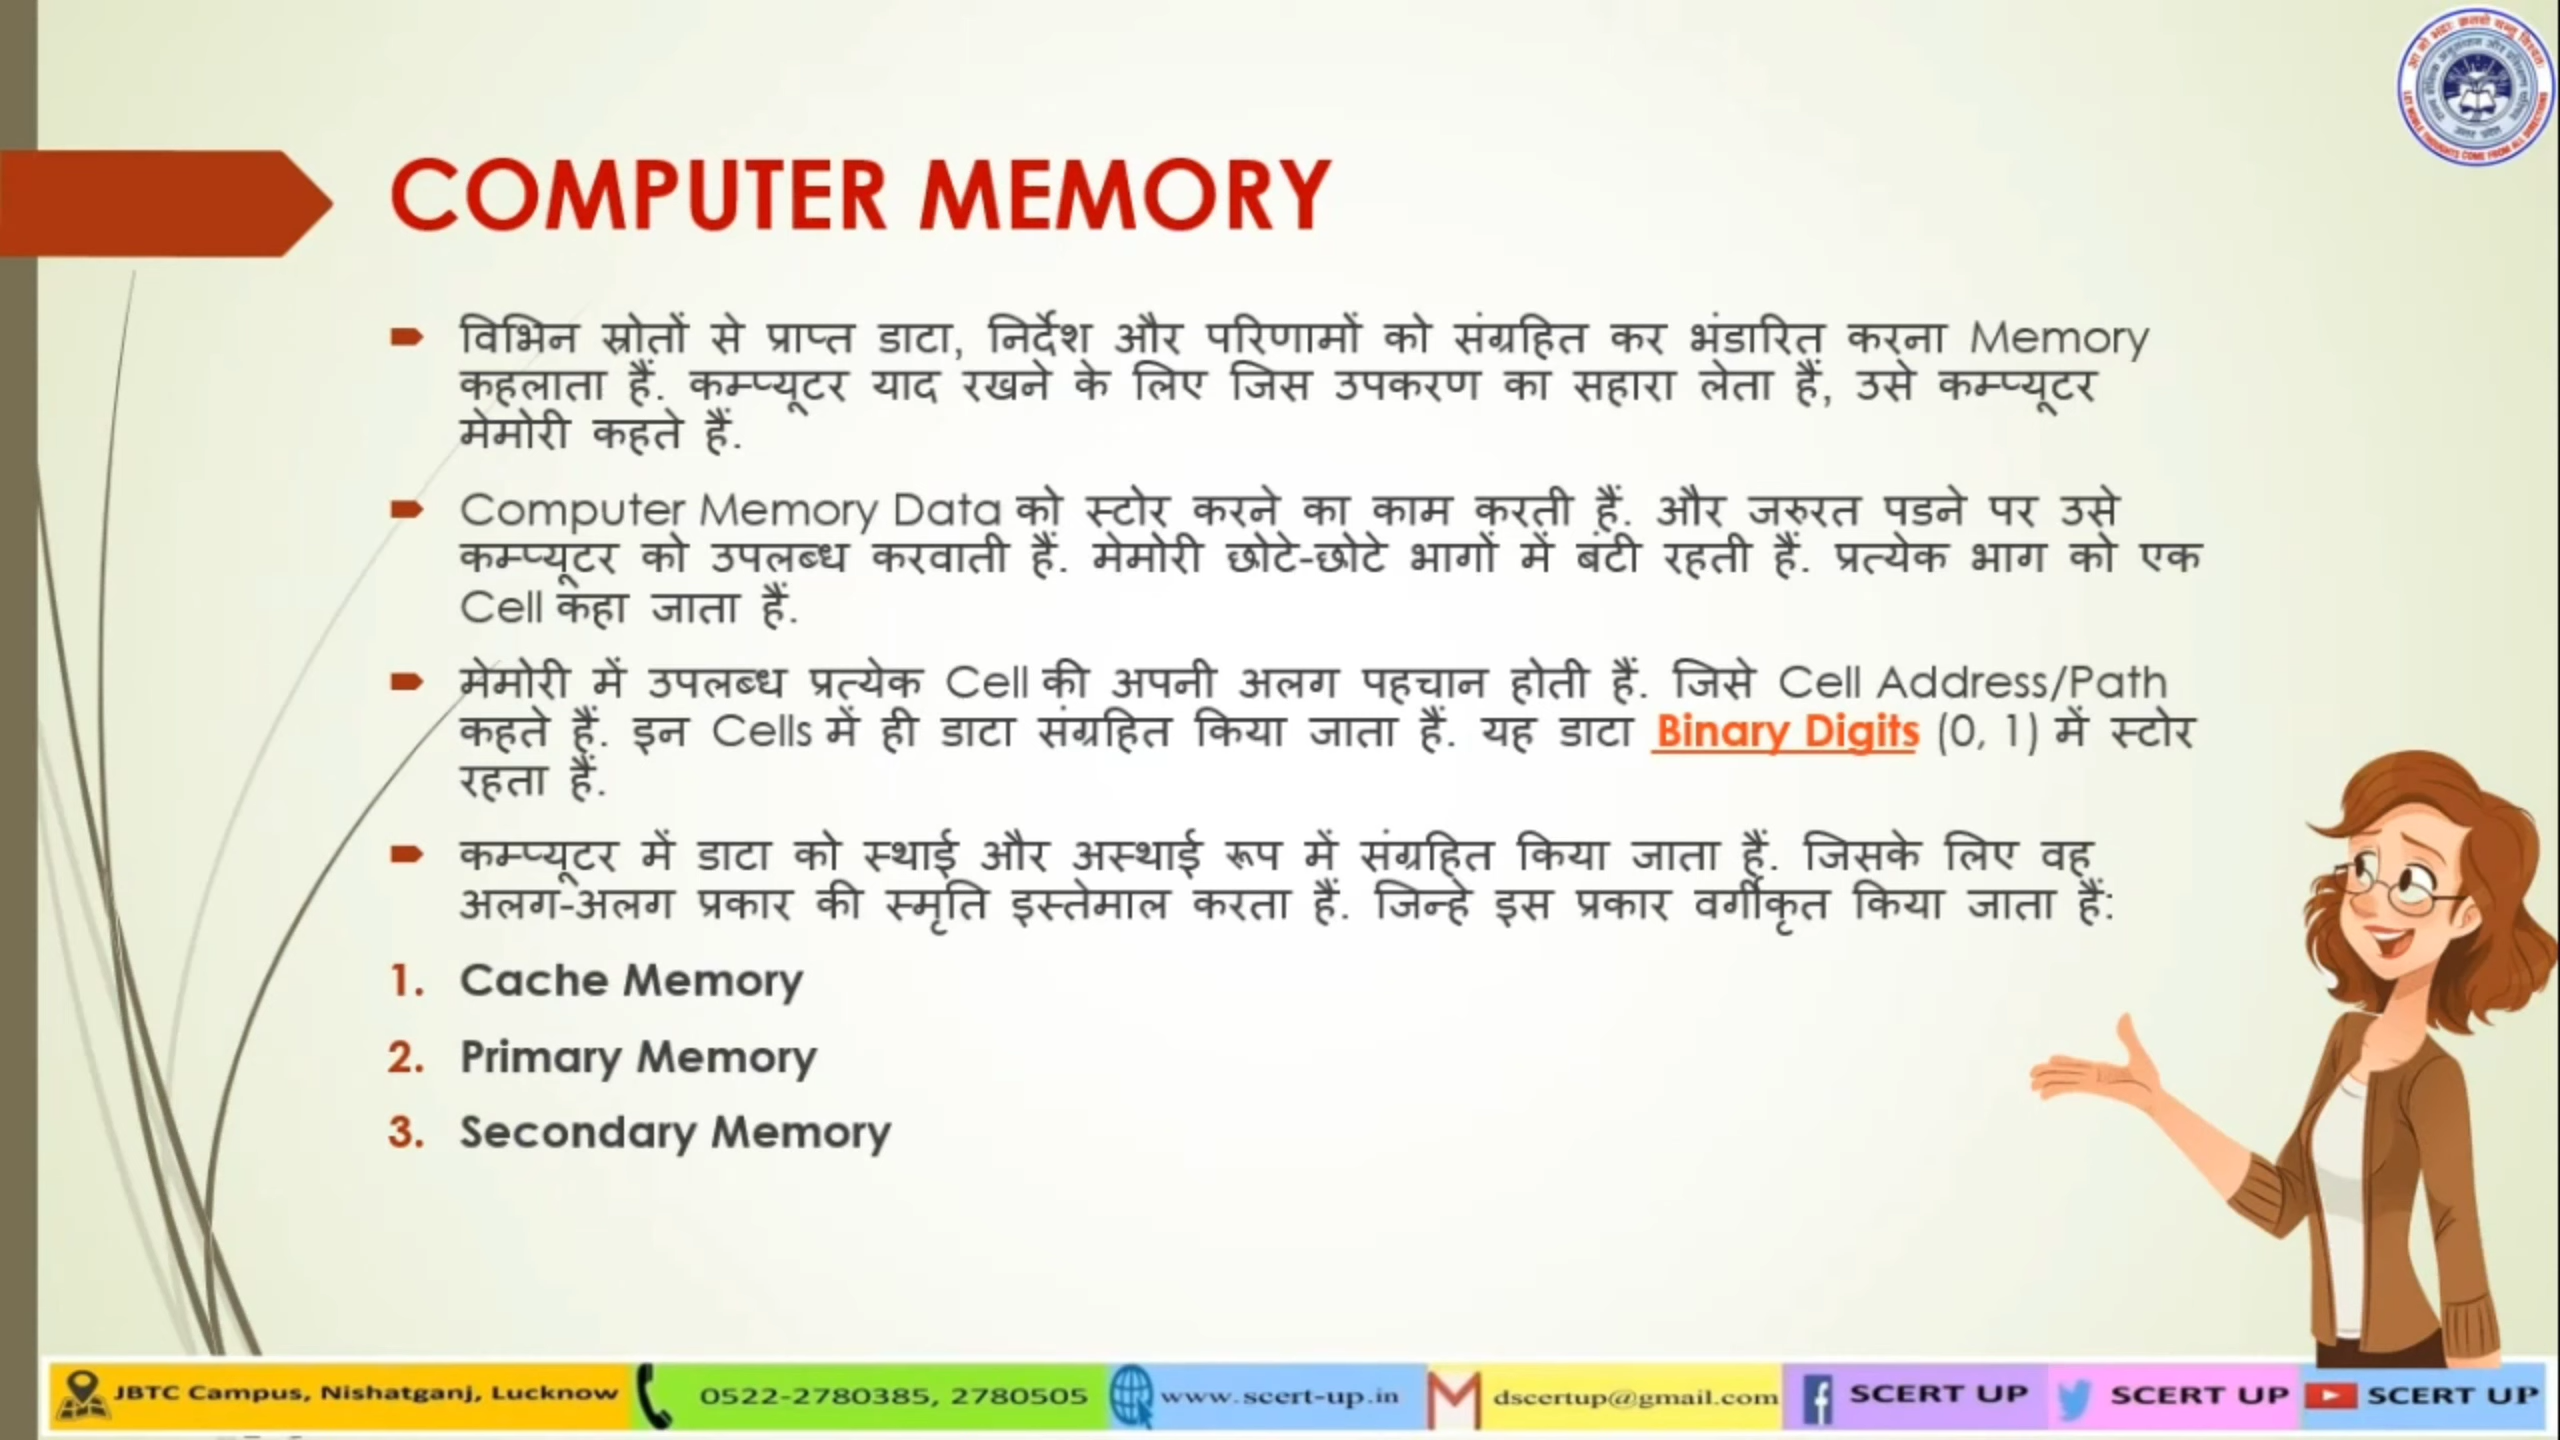 COMPUTER MEMORY
विभिन स्रोतों से प्राप्त डाटा, निर्देश और परिणामों को संग्रहित कर भंडारित करना Memory
कहलाता हैं. कम्प्यूटर याद रखने के लिए जिस उपकरण का सहारा लेता हैं, उसे कम्प्यूटर
मेमोरी कहते हैं.
Computer Memory Data को स्टोर करने का काम करती हैं. और जरुरत पडने पर उसे
कम्प्यूटर को उपलब्ध करवाती हैं. मेमोरी छोटे-छोटे भागों में बंटी रहती हैं. प्रत्येक भाग को एक
Cell कहा जाता हैं.
मेमोरी में उपलब्ध प्रत्येक Cell की अपनी अलग पहचान होती हैं. जिसे Cell Address/Path
कहते हैं. इन Cells में ही डाटा संग्रहित किया जाता हैं. यह डाटा Binary Digits (0, 1) में स्टोर
रहता हैं.
कम्प्यूटर में डाटा को स्थाई और अस्थाई रूप में संग्रहित किया जाता हैं. जिसके लिए वह
अलग-अलग प्रकार की स्मृति इस्तेमाल करता हैं. जिन्हे इस प्रकार वर्गीकृत किया जाता हैं:
1. Cache Memory
2. Primary Memory
3. Secondary Memory
JBTC Campus, Nishatganj, Lucknow 0522-2780385, 2780505 www.scert-up.in dscertup@gmail.com SCERT UP SCERT UP SCERT UP